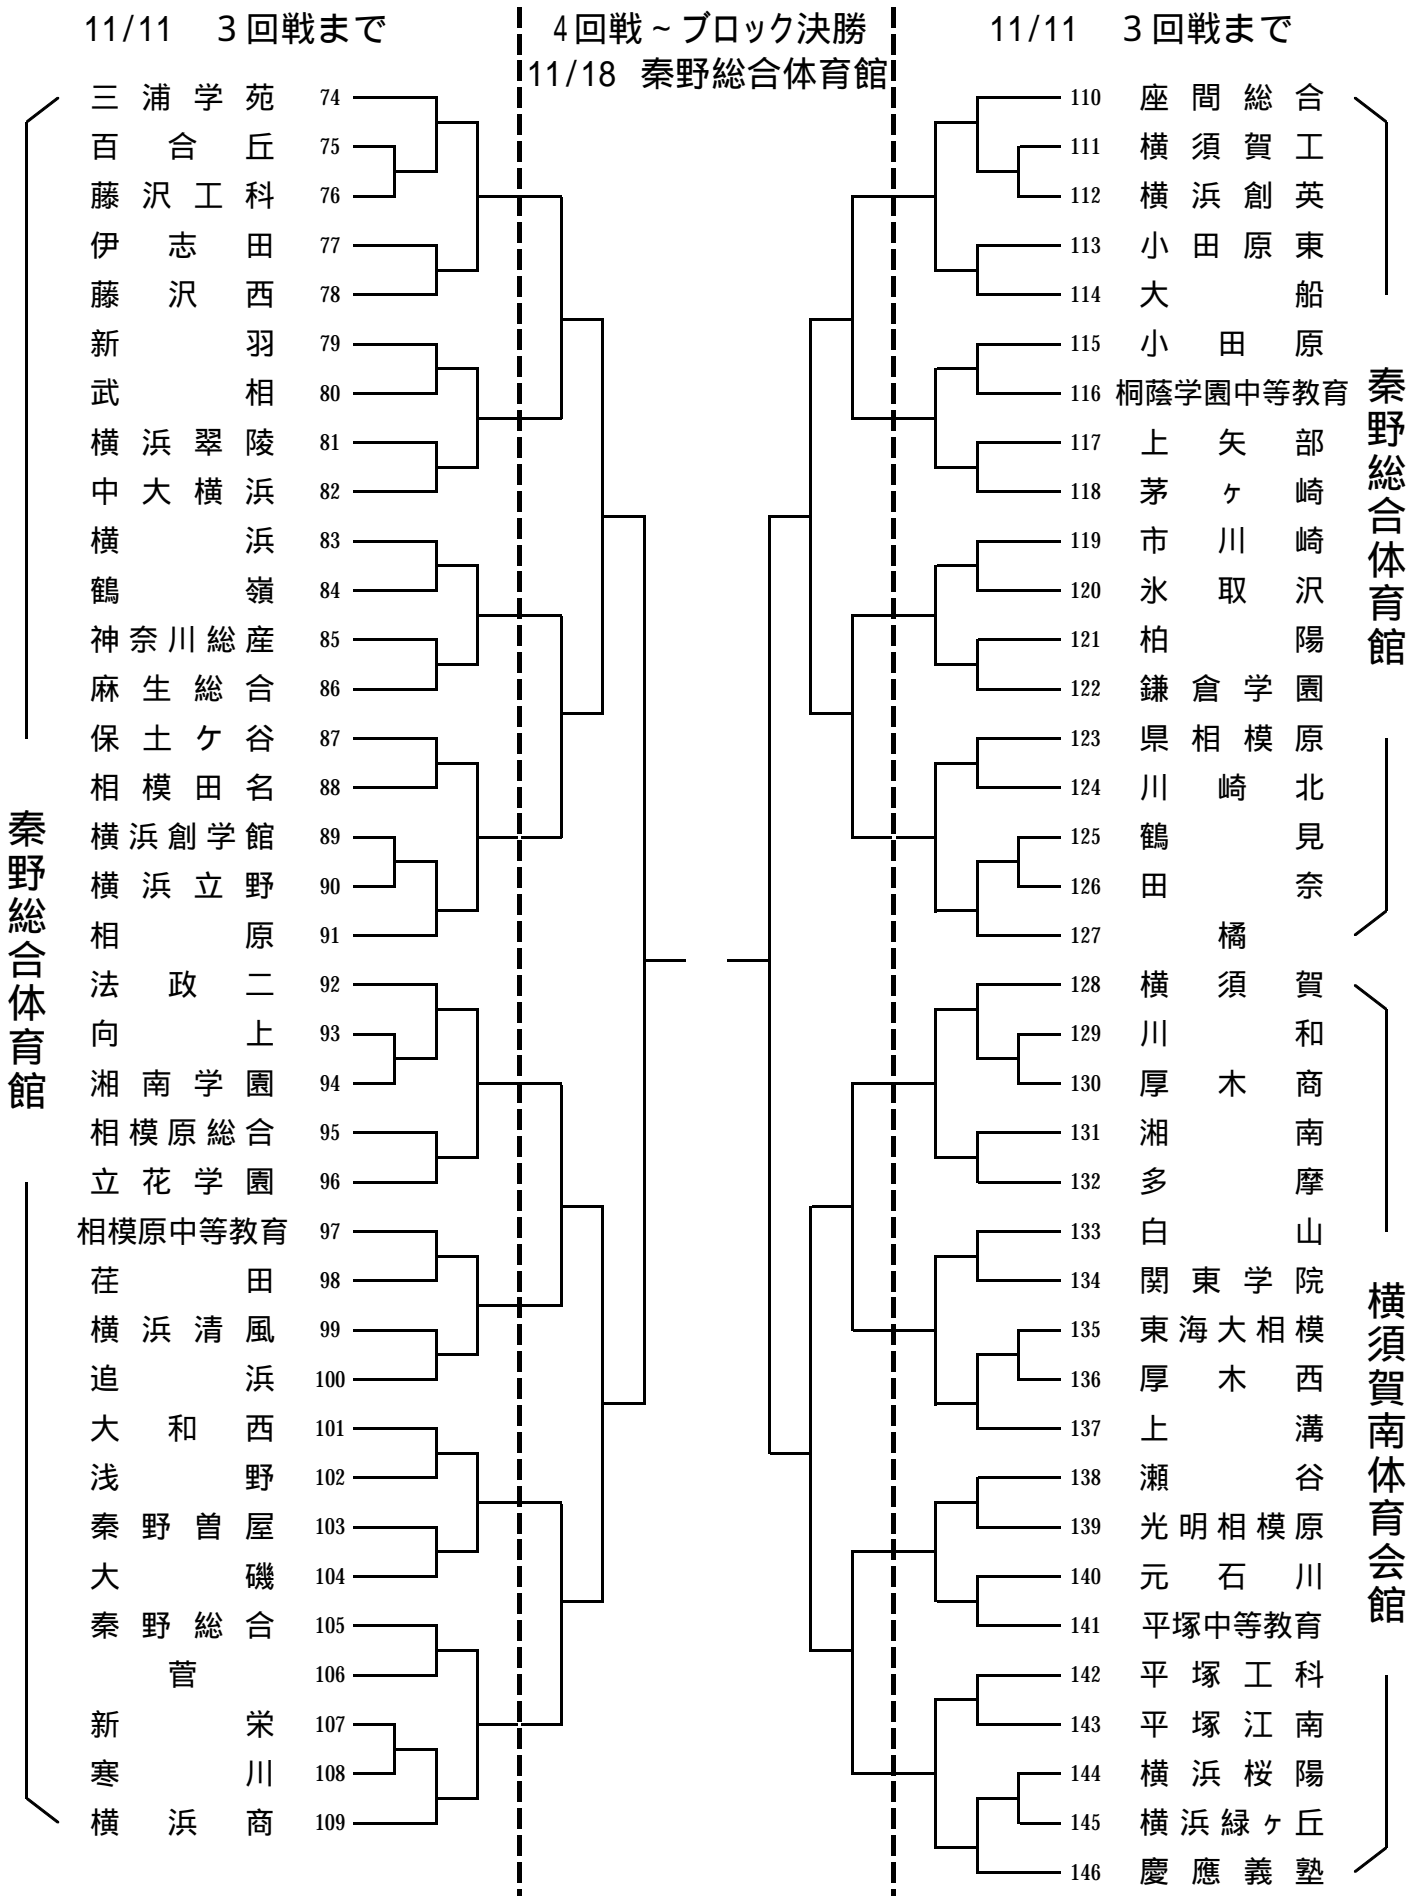 11/11 3回戦まで
4回戦~ブロック決勝
11/18 秦野総合体育館
11/11 3回戦まで
三浦学苑 74
百合丘 75
藤沢工科 76
伊志田 77
藤沢西 78
新羽 79
武相 80
横浜翠陵 81
中大横浜 82
横浜 83
鶴嶺 84
神奈川総産 85
麻生総合 86
保土ケ谷 87
相模田名 88
横浜創学館 89
横浜立野 90
相原 91
法政二 92
向上 93
湘南学園 94
相模原総合 95
立花学園 96
相模原中等教育 97
荏田 98
横浜清風 99
追浜 100
大和西 101
浅野 102
秦野曽屋 103
大磯 104
秦野総合 105
菅 106
新栄 107
寒川 108
横浜商 109
秦野総合体育館
110 座間総合
111 横須賀工
112 横浜創英
113 小田原東
114 大船
115 小田原
116 桐蔭学園中等教育
117 上矢部
118 茅ヶ崎
119 市川崎
120 氷取沢
121 柏陽
122 鎌倉学園
123 県相模原
124 川崎北
125 鶴見
126 田奈
127 橘
128 横須賀
129 川和
130 厚木商
131 湘南
132 多摩
133 白山
134 関東学院
135 東海大相模
136 厚木西
137 上溝
138 瀬谷
139 光明相模原
140 元石川
141 平塚中等教育
142 平塚工科
143 平塚江南
144 横浜桜陽
145 横浜緑ヶ丘
146 慶應義塾
秦野総合体育館
横須賀南体育会館